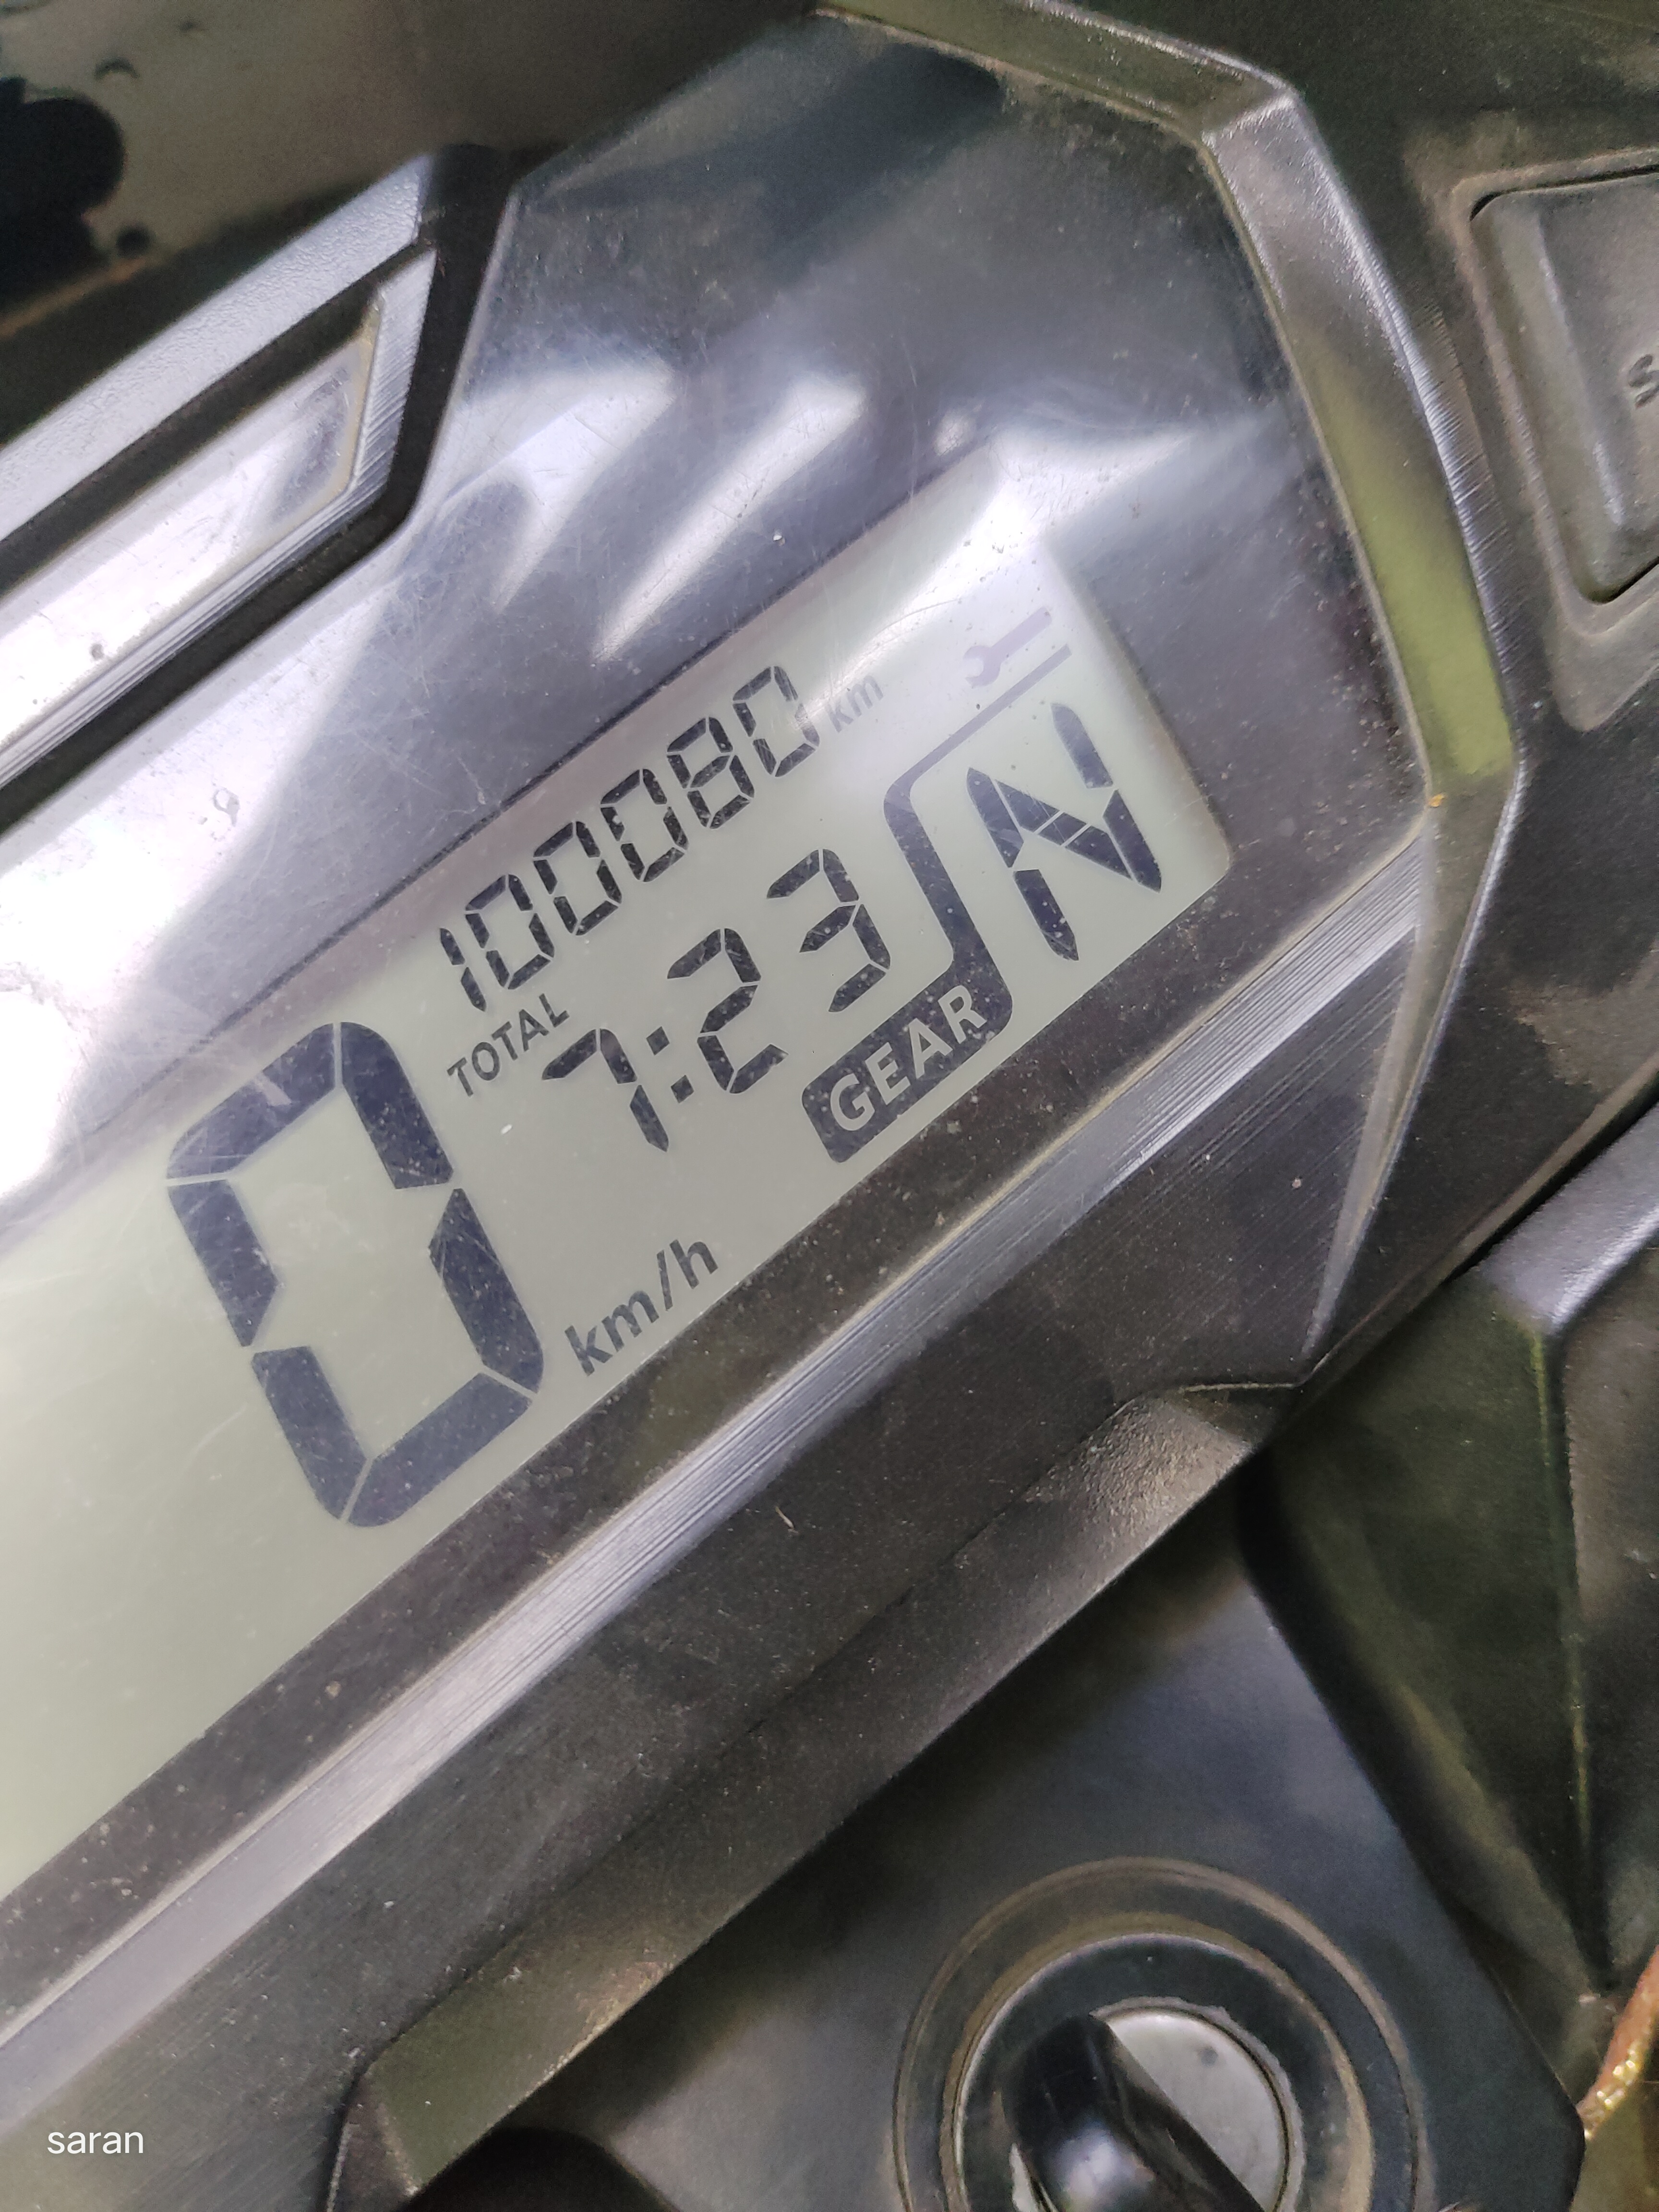 100080 km
TOTAL
7:23
N
GEAR
0 km/h
S
saran